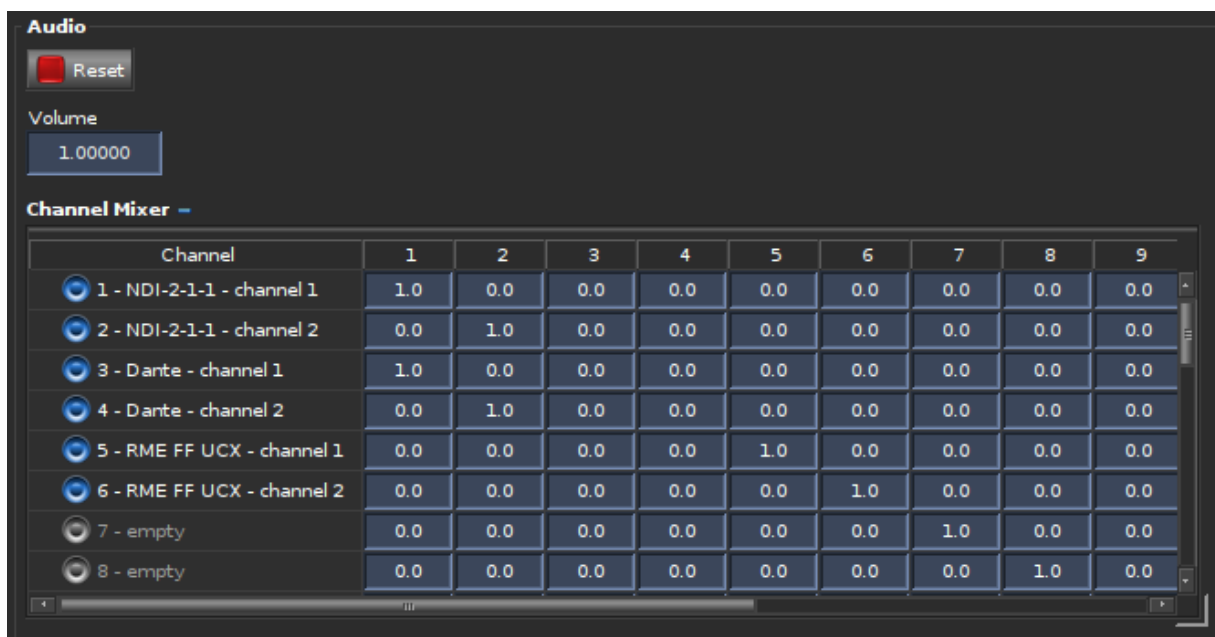 Audio
Reset
Volume
1.00000
Channel Mixer
Channel 1 2 3 4 5 6 7 8 9
1 - NDI-2-1-1 - channel 1 1.0 0.0 0.0 0.0 0.0 0.0 0.0 0.0 0.0
2 - NDI-2-1-1 - channel 2 0.0 1.0 0.0 0.0 0.0 0.0 0.0 0.0 0.0
3 - Dante - channel 1 1.0 0.0 0.0 0.0 0.0 0.0 0.0 0.0 0.0
4 - Dante - channel 2 0.0 1.0 0.0 0.0 0.0 0.0 0.0 0.0 0.0
5 - RME FF UCX - channel 1 0.0 0.0 0.0 0.0 1.0 0.0 0.0 0.0 0.0
6 - RME FF UCX - channel 2 0.0 0.0 0.0 0.0 0.0 1.0 0.0 0.0 0.0
7 - empty 0.0 0.0 0.0 0.0 0.0 0.0 1.0 0.0 0.0
8 - empty 0.0 0.0 0.0 0.0 0.0 0.0 0.0 1.0 0.0